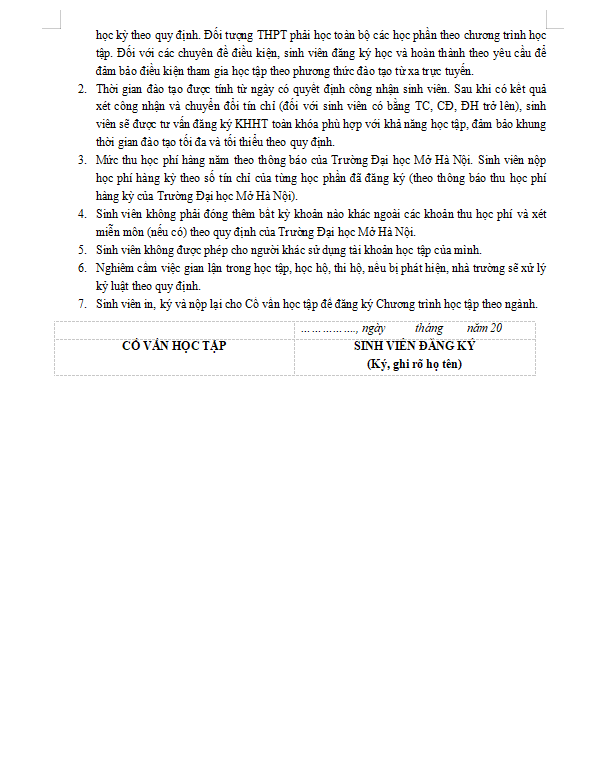 học kỳ theo quy định. Đối tượng THPT phải học toàn bộ các học phần theo chương trình học
tập. Đối với các chuyên đề điều kiện, sinh viên đăng ký học và hoàn thành theo yêu cầu để
đảm bảo điều kiện tham gia học tập theo phương thức đào tạo từ xa trực tuyến.
2. Thời gian đào tạo được tính từ ngày có quyết định công nhận sinh viên. Sau khi có kết quả
xét công nhận và chuyển đổi tín chỉ (đối với sinh viên có bằng TC, CĐ, ĐH trở lên), sinh
viên sẽ được tư vấn đăng ký KHHT toàn khóa phù hợp với khả năng học tập, đảm bảo khung
thời gian đào tạo tối đa và tối thiểu theo quy định.
3. Mức thu học phí hàng năm theo thông báo của Trường Đại học Mở Hà Nội. Sinh viên nộp
học phí hàng kỳ theo số tín chỉ của từng học phần đã đăng ký (theo thông báo thu học phí
hàng kỳ của Trường Đại học Mở Hà Nội).
4. Sinh viên không phải đóng thêm bất kỳ khoản nào khác ngoài các khoản thu học phí và xét
miễn môn (nếu có) theo quy định của Trường Đại học Mở Hà Nội.
5. Sinh viên không được phép cho người khác sử dụng tài khoản học tập của mình.
6. Nghiêm cấm việc gian lận trong học tập, học hộ, thi hộ, nếu bị phát hiện, nhà trường sẽ xử lý
kỷ luật theo quy định.
7. Sinh viên in, ký và nộp lại cho Cố vấn học tập để đăng ký Chương trình học tập theo ngành.
……………., ngày tháng năm 20
CỐ VẤN HỌC TẬP SINH VIÊN ĐĂNG KÝ
(Ký, ghi rõ họ tên)